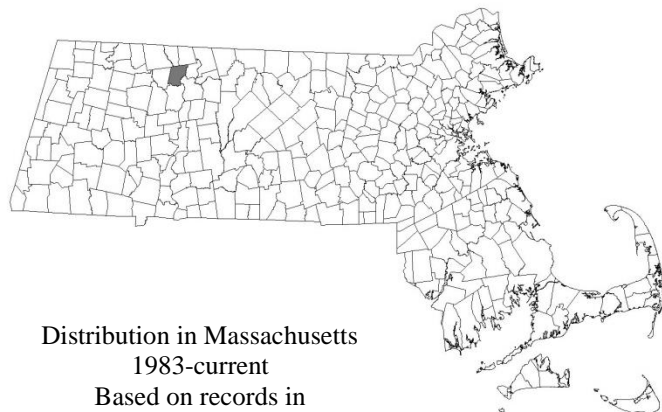 Distribution in Massachusetts
1983-current
Based on records in